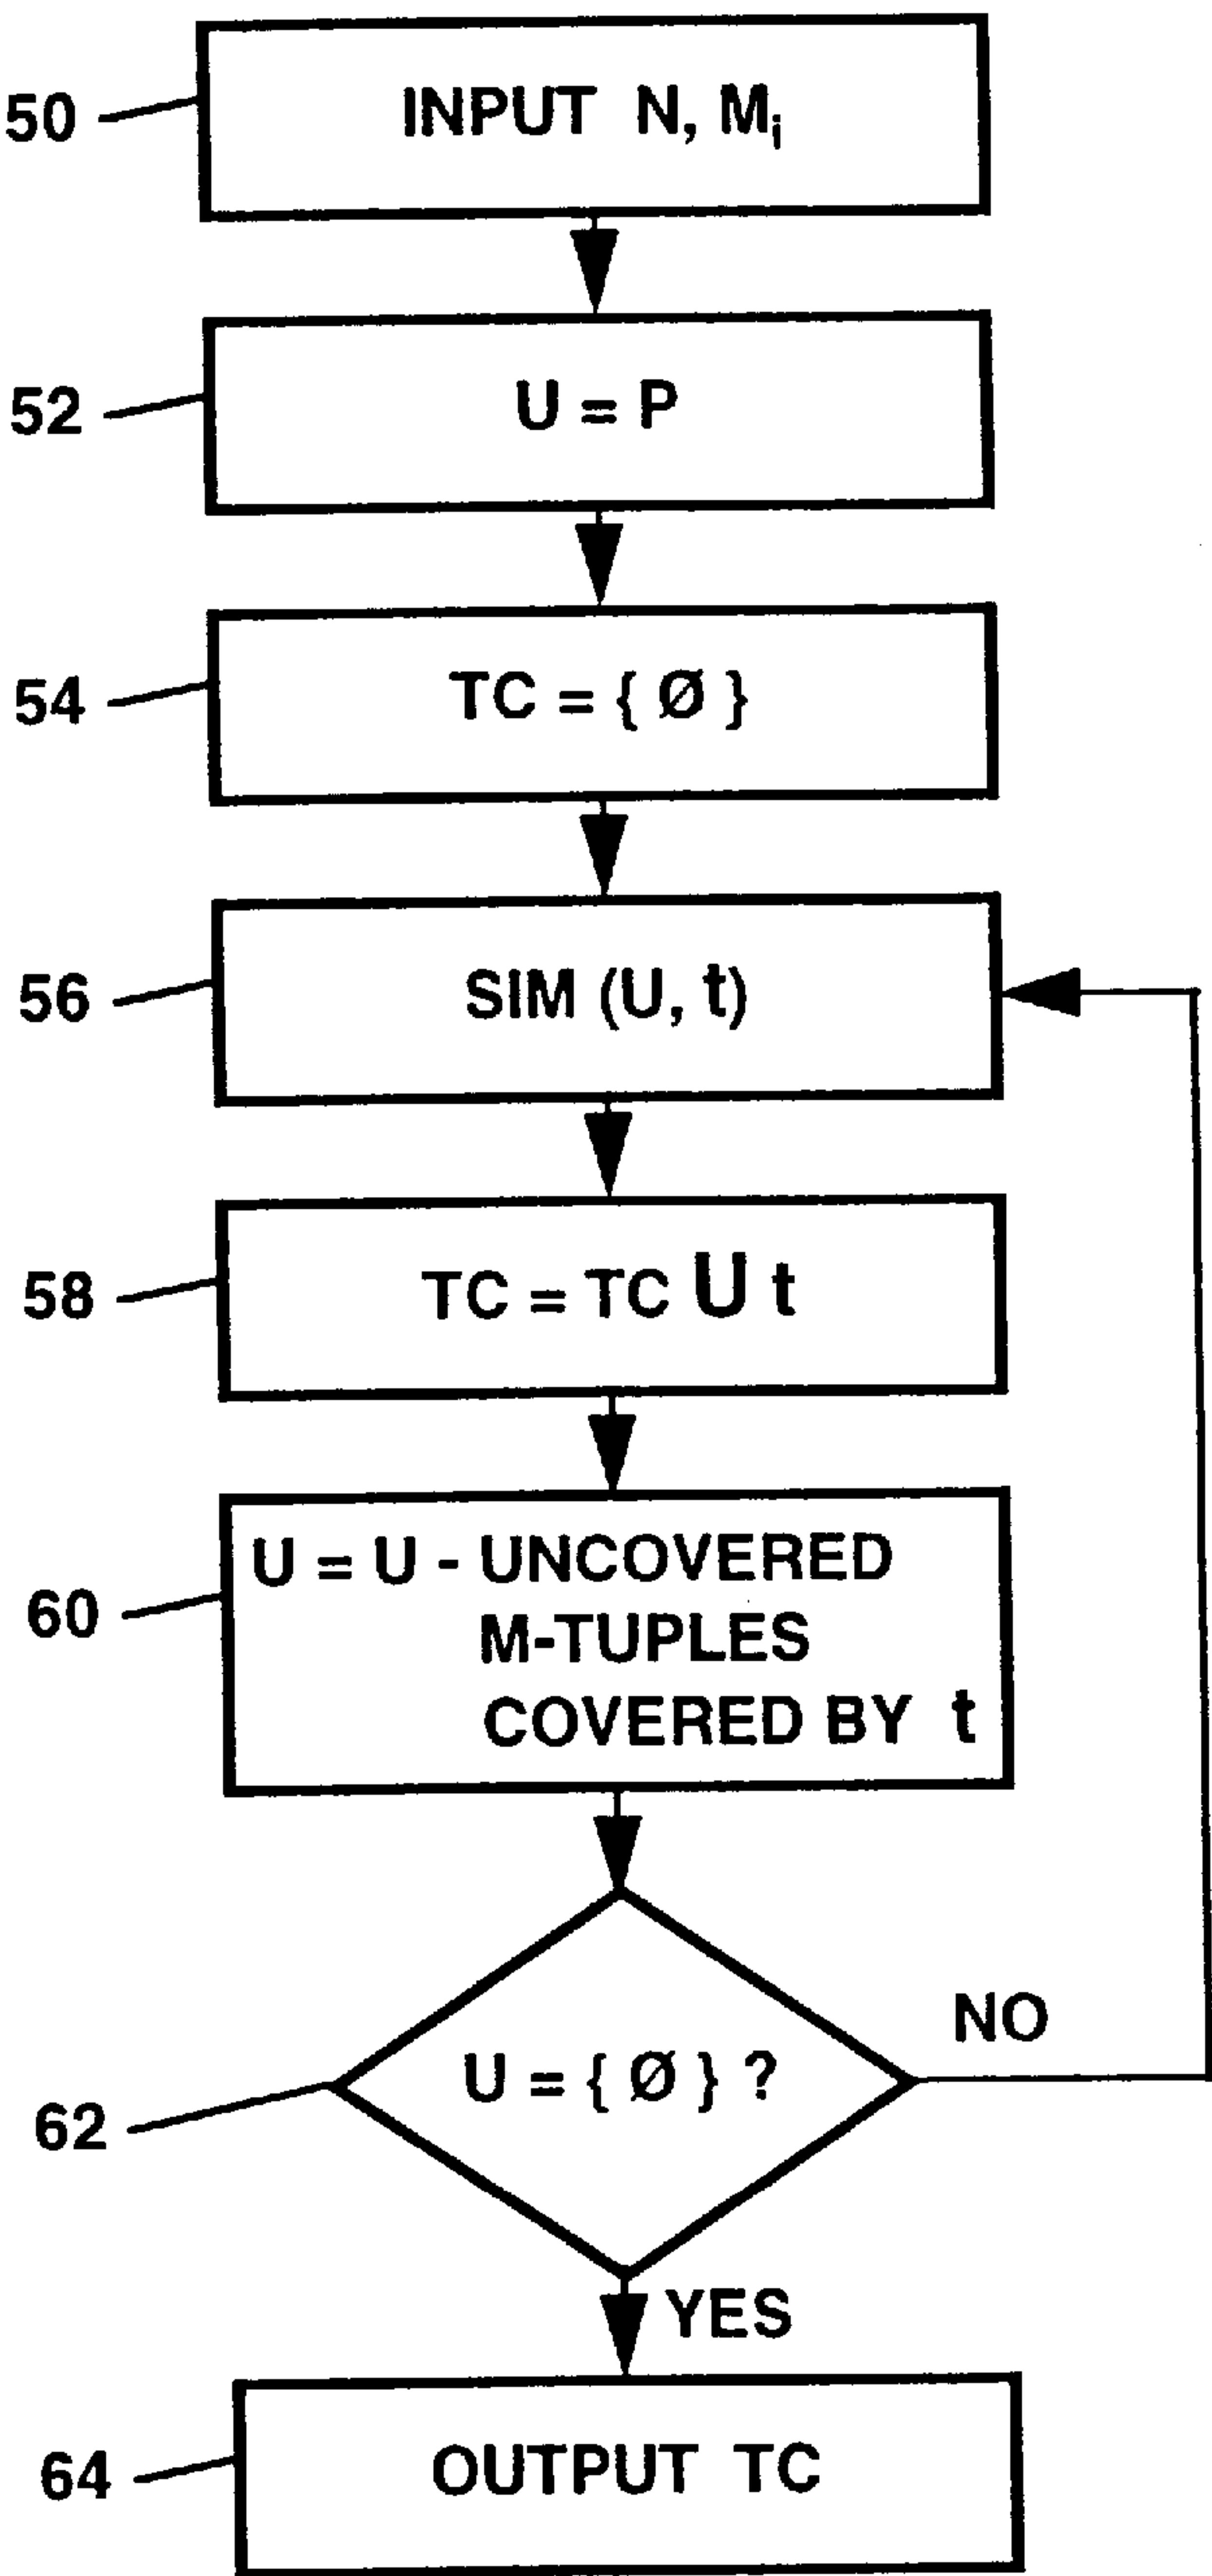 50
INPUT N, Mi
52
U = P
54
TC = { Ø }
56
SIM (U, t)
58
TC = TC U t
60
U = U - UNCOVERED
M-TUPLES
COVERED BY t
62
U = { Ø } ?
NO
YES
64
OUTPUT TC